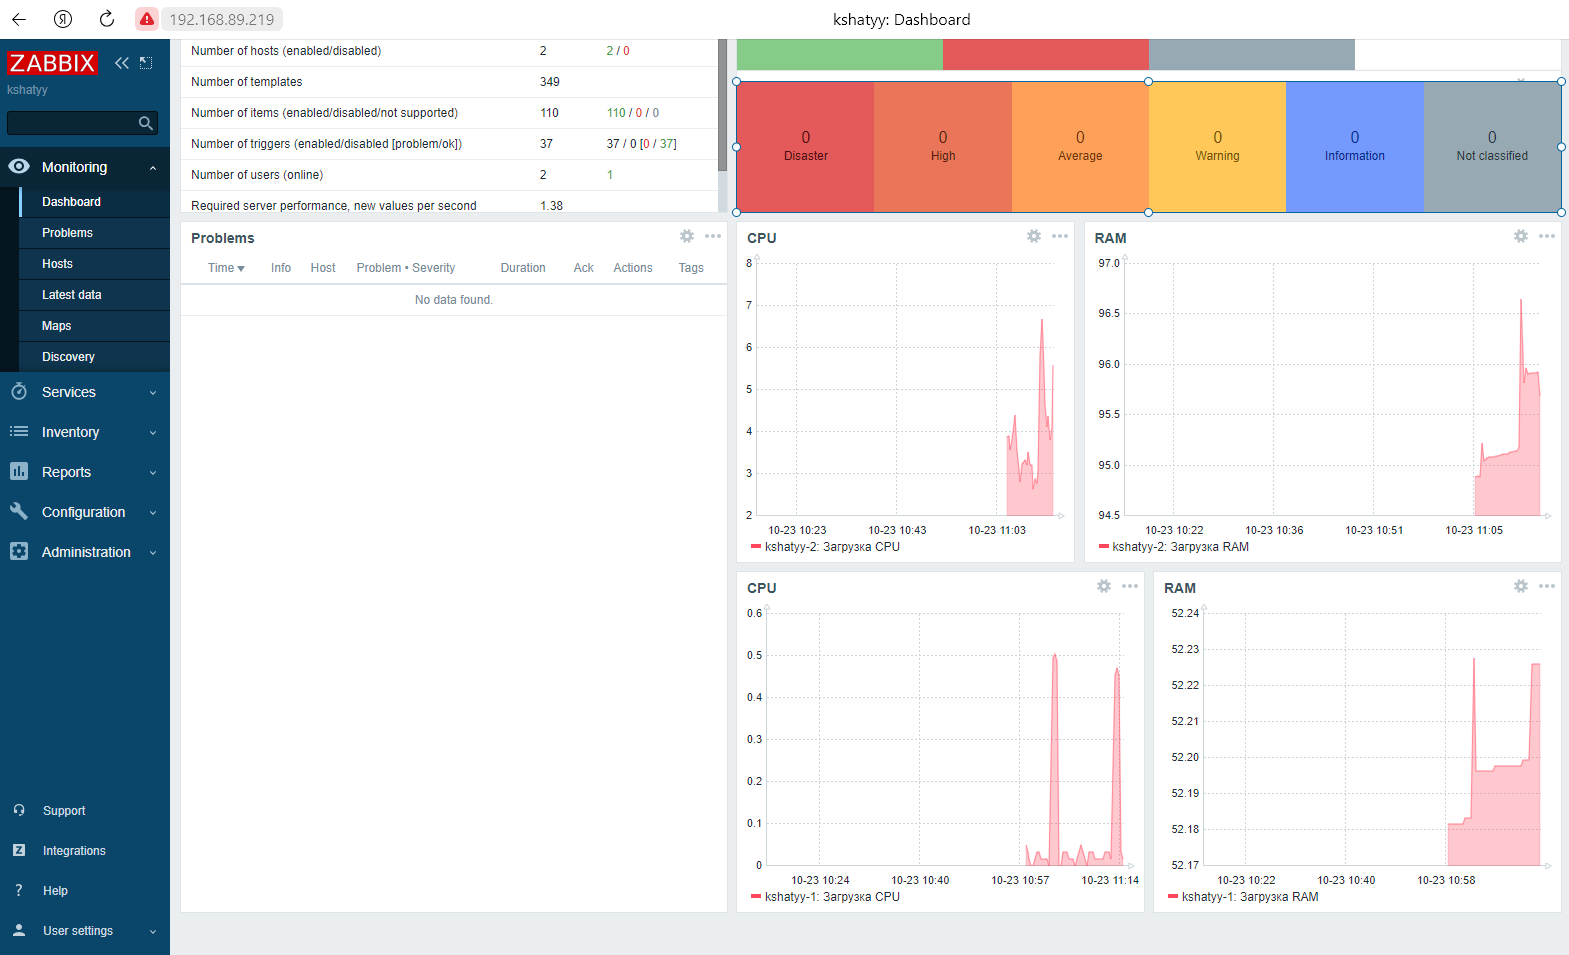 192.168.89.219
kshatyy: Dashboard
ZABBIX
kshatyy
Monitoring
Dashboard
Problems
Hosts
Latest data
Maps
Discovery
Services
Inventory
Reports
Configuration
Administration
Support
Integrations
Help
User settings
Number of hosts (enabled/disabled) 2 2 / 0
Number of templates 349
Number of items (enabled/disabled/not supported) 110 110 / 0 / 0
Number of triggers (enabled/disabled [problem/ok]) 37 37 / 0 [0 / 37]
Number of users (online) 2 1
Required server performance, new values per second 1.38
0 0 0 0 0 0
Disaster High Average Warning Information Not classified
Problems
Time Info Host Problem • Severity Duration Ack Actions Tags
No data found.
CPU
8
7
6
5
4
3
2
10-23 10:23 10-23 10:43 10-23 11:03
kshatyy-2: Загрузка CPU
RAM
97.0
96.5
96.0
95.5
95.0
94.5
10-23 10:22 10-23 10:36 10-23 10:51 10-23 11:05
kshatyy-2: Загрузка RAM
CPU
0.6
0.5
0.4
0.3
0.2
0.1
0
10-23 10:24 10-23 10:40 10-23 10:57 10-23 11:14
kshatyy-1: Загрузка CPU
RAM
52.24
52.23
52.22
52.21
52.20
52.19
52.18
52.17
10-23 10:22 10-23 10:40 10-23 10:58
kshatyy-1: Загрузка RAM